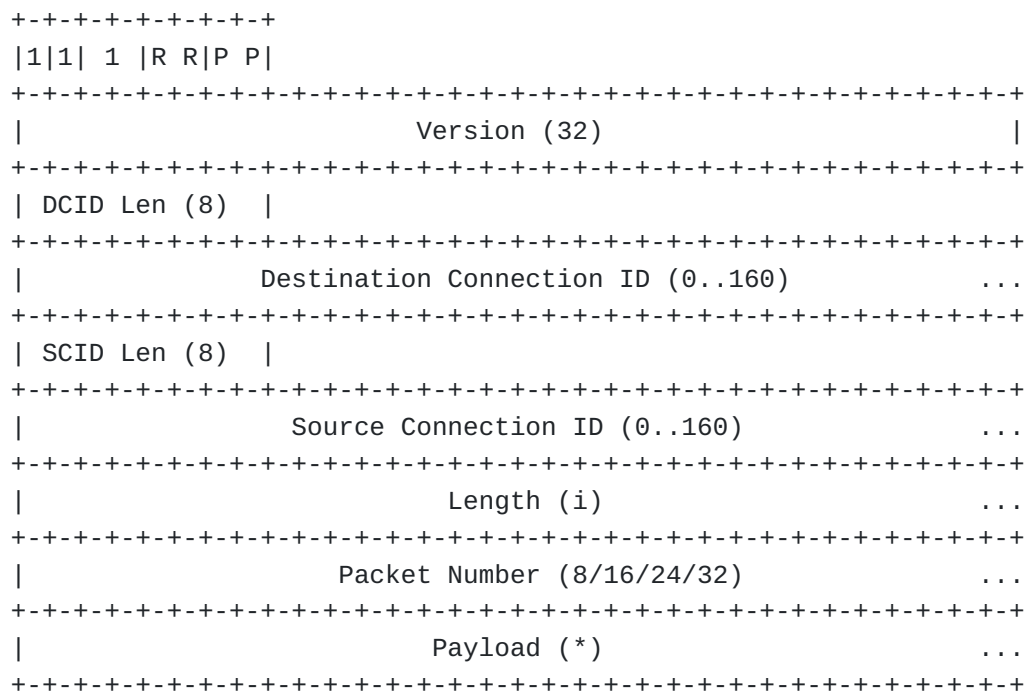 +-+-+-+-+-+-+-+-+
|1|1| 1 |R R|P P|
+-+-+-+-+-+-+-+-+-+-+-+-+-+-+-+-+-+-+-+-+-+-+-+-+-+-+-+-+-+-+-+-+
|                         Version (32)                          |
+-+-+-+-+-+-+-+-+-+-+-+-+-+-+-+-+-+-+-+-+-+-+-+-+-+-+-+-+-+-+-+-+
| DCID Len (8)  |
+-+-+-+-+-+-+-+-+-+-+-+-+-+-+-+-+-+-+-+-+-+-+-+-+-+-+-+-+-+-+-+-+
|               Destination Connection ID (0..160)            ...
+-+-+-+-+-+-+-+-+-+-+-+-+-+-+-+-+-+-+-+-+-+-+-+-+-+-+-+-+-+-+-+-+
| SCID Len (8)  |
+-+-+-+-+-+-+-+-+-+-+-+-+-+-+-+-+-+-+-+-+-+-+-+-+-+-+-+-+-+-+-+-+
|                 Source Connection ID (0..160)               ...
+-+-+-+-+-+-+-+-+-+-+-+-+-+-+-+-+-+-+-+-+-+-+-+-+-+-+-+-+-+-+-+-+
|                           Length (i)                        ...
+-+-+-+-+-+-+-+-+-+-+-+-+-+-+-+-+-+-+-+-+-+-+-+-+-+-+-+-+-+-+-+-+
|                    Packet Number (8/16/24/32)               ...
+-+-+-+-+-+-+-+-+-+-+-+-+-+-+-+-+-+-+-+-+-+-+-+-+-+-+-+-+-+-+-+-+
|                          Payload (*)                        ...
+-+-+-+-+-+-+-+-+-+-+-+-+-+-+-+-+-+-+-+-+-+-+-+-+-+-+-+-+-+-+-+-+